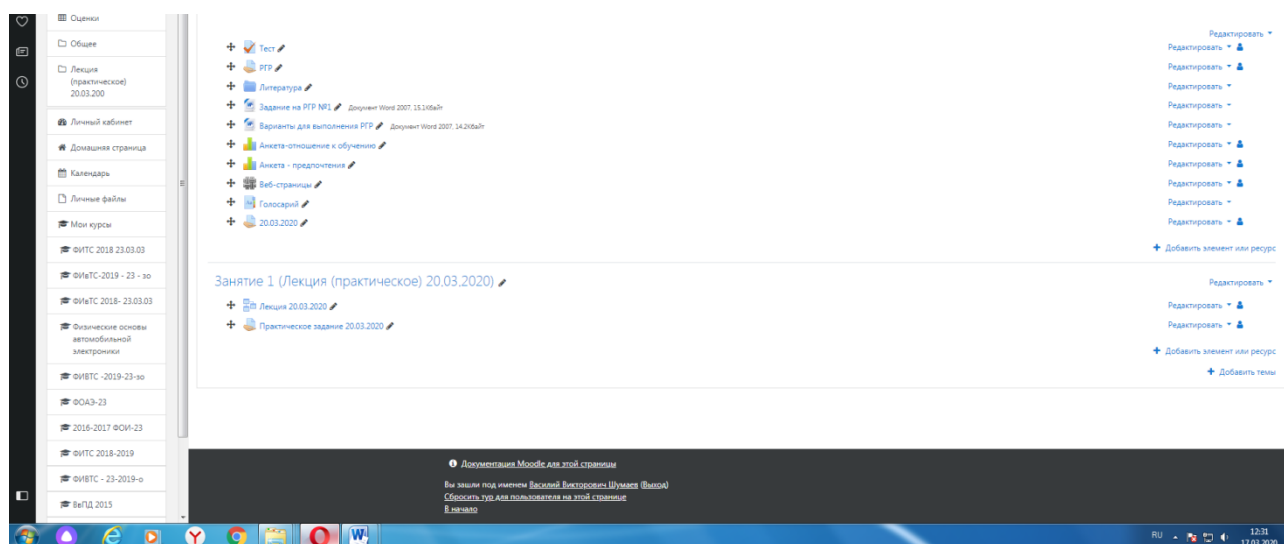 Оценки
Общее
Лекция
(практическое)
20.03.200
Личный кабинет
Домашняя страница
Календарь
Личные файлы
Мои курсы
ФИТС 2018 23.03.03
ФИвТС-2019 - 23 - зо
ФИвТС 2018- 23.03.03
Физические основы
автомобильной
электроники
ФИВТС -2019-23-зо
ФОАЭ-23
2016-2017 ФОИ-23
ФИТС 2018-2019
ФИВТС - 23-2019-о
ВвПД 2015
Редактировать
Тест Редактировать
РГР Редактировать
Литература Редактировать
Задание на РГР №1 Документ Word 2007, 15.1Кбайт Редактировать
Варианты для выполнения РГР Документ Word 2007, 14.2Кбайт Редактировать
Анкета-отношение к обучению Редактировать
Анкета - предпочтения Редактировать
Веб-страницы Редактировать
Голосарий Редактировать
20.03.2020 Редактировать
Добавить элемент или ресурс
Занятие 1 (Лекция (практическое) 20.03.2020) Редактировать
Лекция 20.03.2020 Редактировать
Практическое задание 20.03.2020 Редактировать
Добавить элемент или ресурс
Добавить темы
Документация Moodle для этой страницы
Вы зашли под именем Василий Викторович Шумаев (Выход)
Сбросить тур для пользователя на этой странице
В начало
RU 12:31
17.03.2020